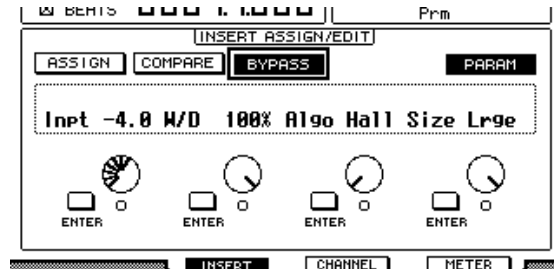 BEATS
Prm
INSERT ASSIGN/EDIT
ASSIGN COMPARE BYPASS PARAM
Inpt -4.0 W/D 100% Algo Hall Size Lrge
ENTER ENTER ENTER ENTER
INSERT CHANNEL METER